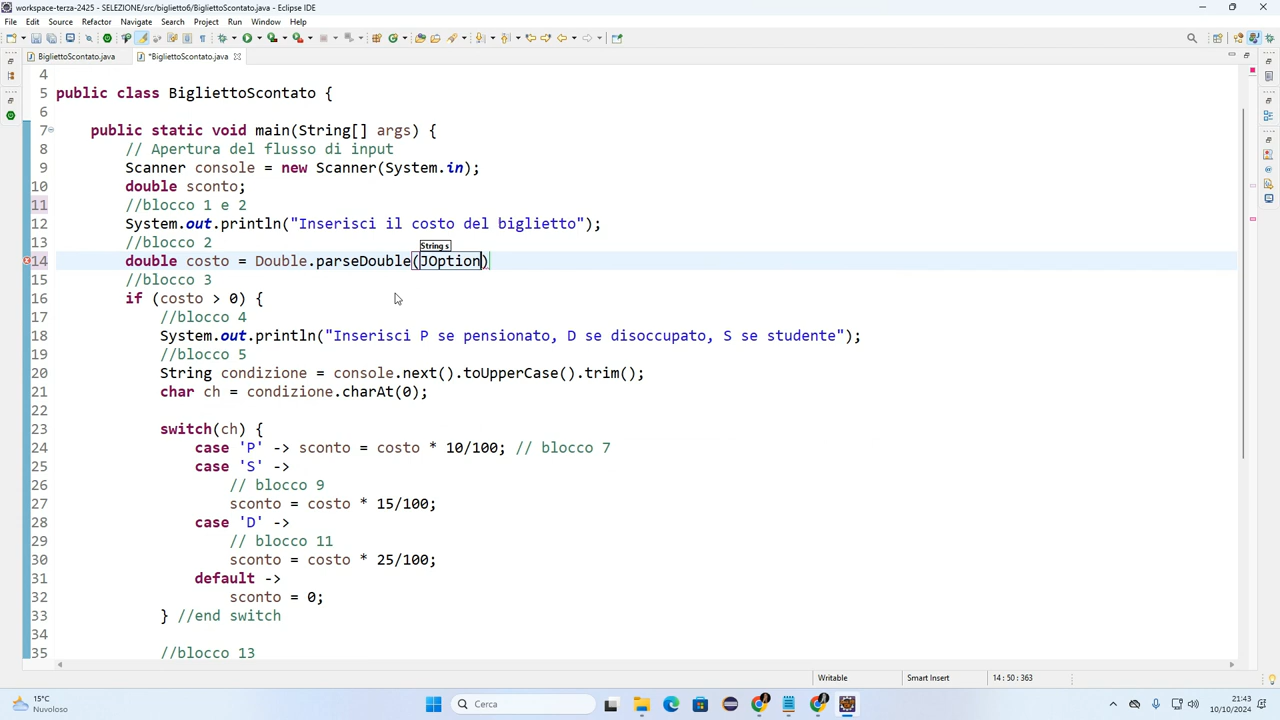 workspace-terza-2425 - SELEZIONE/src/biglietto6/BigliettoScontato.java - Eclipse IDE
File Edit Source Refactor Navigate Search Project Run Window Help
BigliettoScontato.java *BigliettoScontato.java
4
5 public class BigliettoScontato {
6
7 public static void main(String[] args) {
8 // Apertura del flusso di input
9 Scanner console = new Scanner(System.in);
10 double sconto;
11 //blocco 1 e 2
12 System.out.println("Inserisci il costo del biglietto");
13 //blocco 2
String s
14 double costo = Double.parseDouble(JOption)
15 //blocco 3
16 if (costo > 0) {
17 //blocco 4
18 System.out.println("Inserisci P se pensionato, D se disoccupato, S se studente");
19 //blocco 5
20 String condizione = console.next().toUpperCase().trim();
21 char ch = condizione.charAt(0);
22
23 switch(ch) {
24 case 'P' -> sconto = costo * 10/100; // blocco 7
25 case 'S' ->
26 // blocco 9
27 sconto = costo * 15/100;
28 case 'D' ->
29 // blocco 11
30 sconto = costo * 25/100;
31 default ->
32 sconto = 0;
33 } //end switch
34
35 //blocco 13
Writable Smart Insert 14 : 50 : 363
15°C
Nuvoloso
Cerca
21:43
10/10/2024